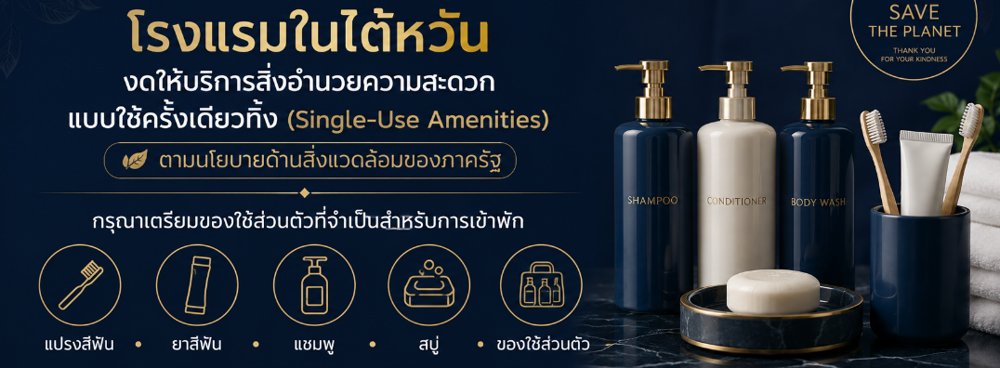 โรงแรมในไต้หวัน
งดให้บริการสิ่งอำนวยความสะดวก
แบบใช้ครั้งเดียวทิ้ง (Single-Use Amenities)
ตามนโยบายด้านสิ่งแวดล้อมของภาครัฐ
กรุณาเตรียมของใช้ส่วนตัวที่จำเป็นสำหรับการเข้าพัก
แปรงสีฟัน • ยาสีฟัน • แชมพู • สบู่ • ของใช้ส่วนตัว
SAVE
THE PLANET
THANK YOU
FOR YOUR KINDNESS
SHAMPOO
CONDITIONER
BODY WASH